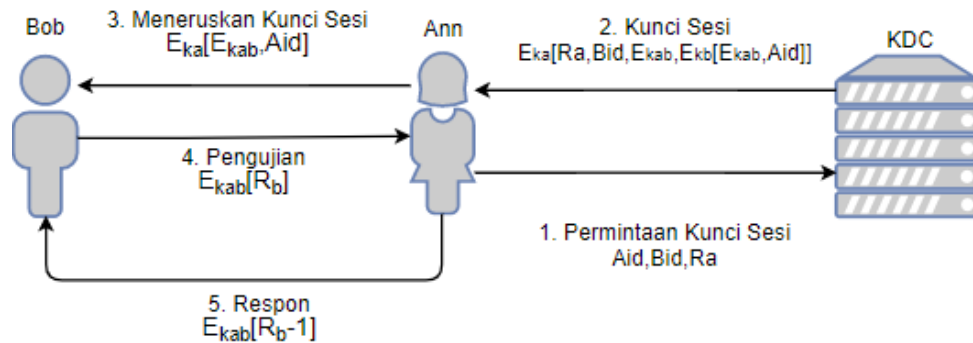 Bob
3. Meneruskan Kunci Sesi
Eka[Ekab,Aid]
Ann
2. Kunci Sesi
Eka[Ra,Bid,Ekab,Ekb[Ekab,Aid]]
KDC
4. Pengujian
Ekab[Rb]
1. Permintaan Kunci Sesi
Aid,Bid,Ra
5. Respon
Ekab[Rb-1]